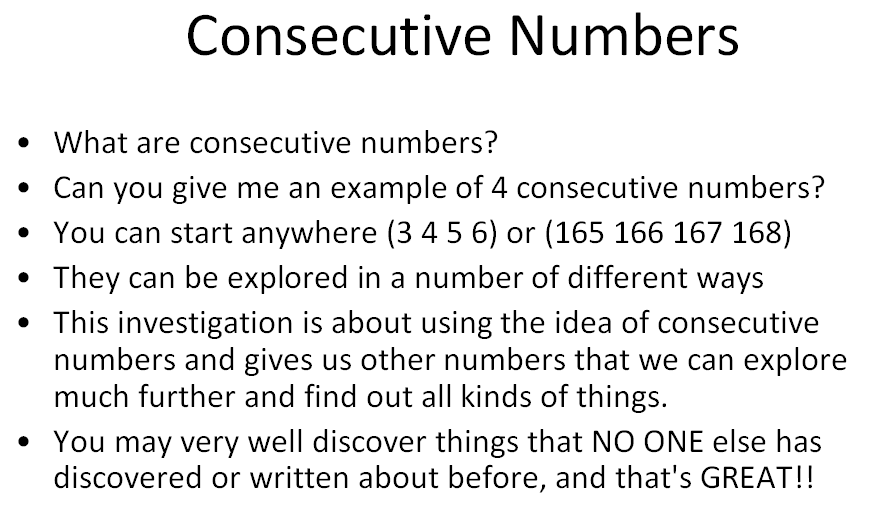 Consecutive Numbers
• What are consecutive numbers?
• Can you give me an example of 4 consecutive numbers?
• You can start anywhere (3 4 5 6) or (165 166 167 168)
• They can be explored in a number of different ways
• This investigation is about using the idea of consecutive
numbers and gives us other numbers that we can explore
much further and find out all kinds of things.
• You may very well discover things that NO ONE else has
discovered or written about before, and that's GREAT!!